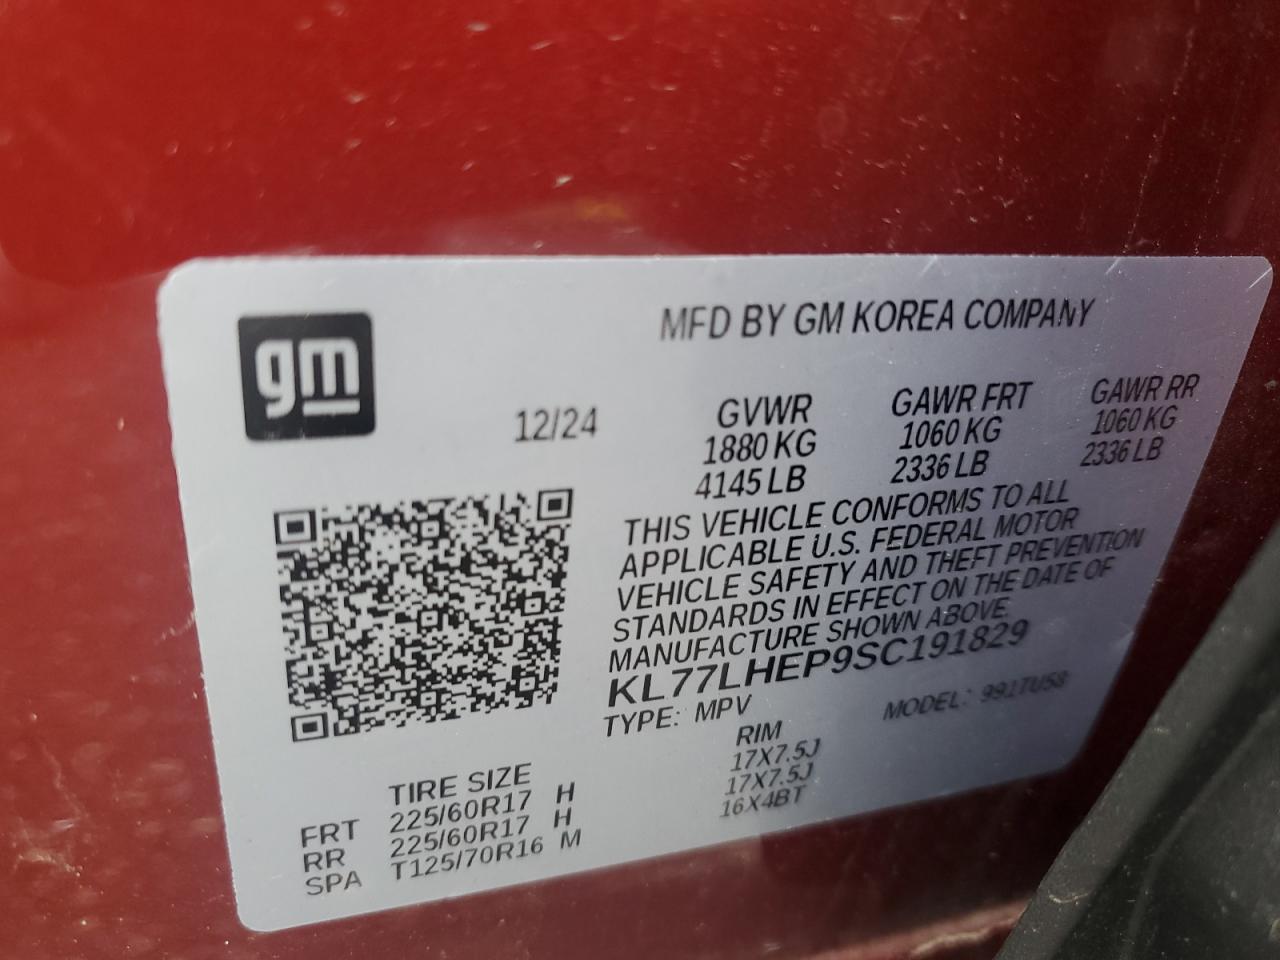 gm
MFD BY GM KOREA COMPANY
12/24
GVWR GAWR FRT GAWR RR
1880 KG 1060 KG 1060 KG
4145 LB 2336 LB 2336 LB
THIS VEHICLE CONFORMS TO ALL
APPLICABLE U.S. FEDERAL MOTOR
VEHICLE SAFETY AND THEFT PREVENTION
STANDARDS IN EFFECT ON THE DATE OF
MANUFACTURE SHOWN ABOVE.
KL77LHEP9SC191829
TYPE: MPV MODEL: 991TU58
TIRE SIZE RIM
FRT 225/60R17 H 17X7.5J
RR 225/60R17 H 17X7.5J
SPA T125/70R16 M 16X4BT